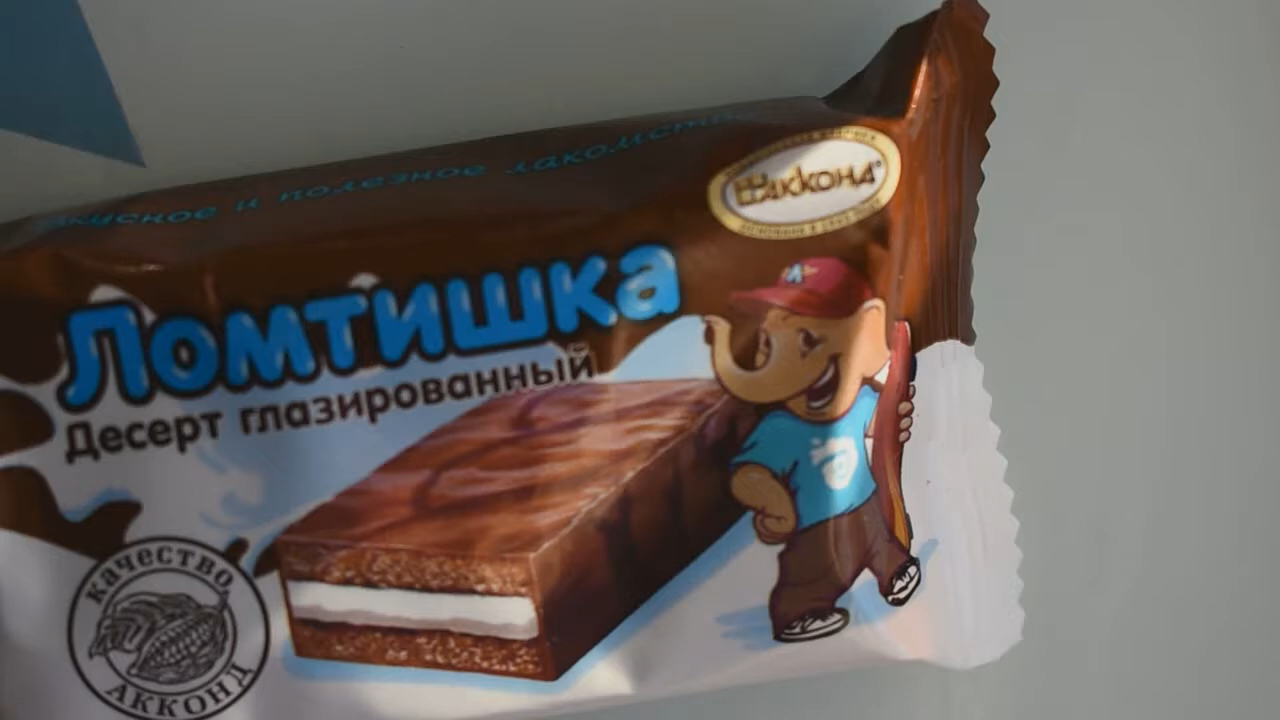 вкусное и полезное лакомство
АККОНД
Ломтишка
Десерт глазированный
КАЧЕСТВО
АККОНД